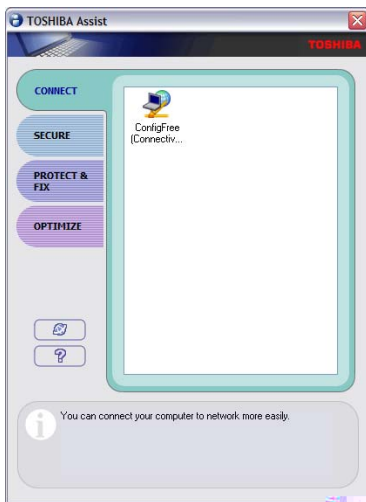 TOSHIBA Assist
TOSHIBA
CONNECT
SECURE
PROTECT &
FIX
OPTIMIZE
ConfigFree
(Connectiv...
?
You can connect your computer to network more easily.